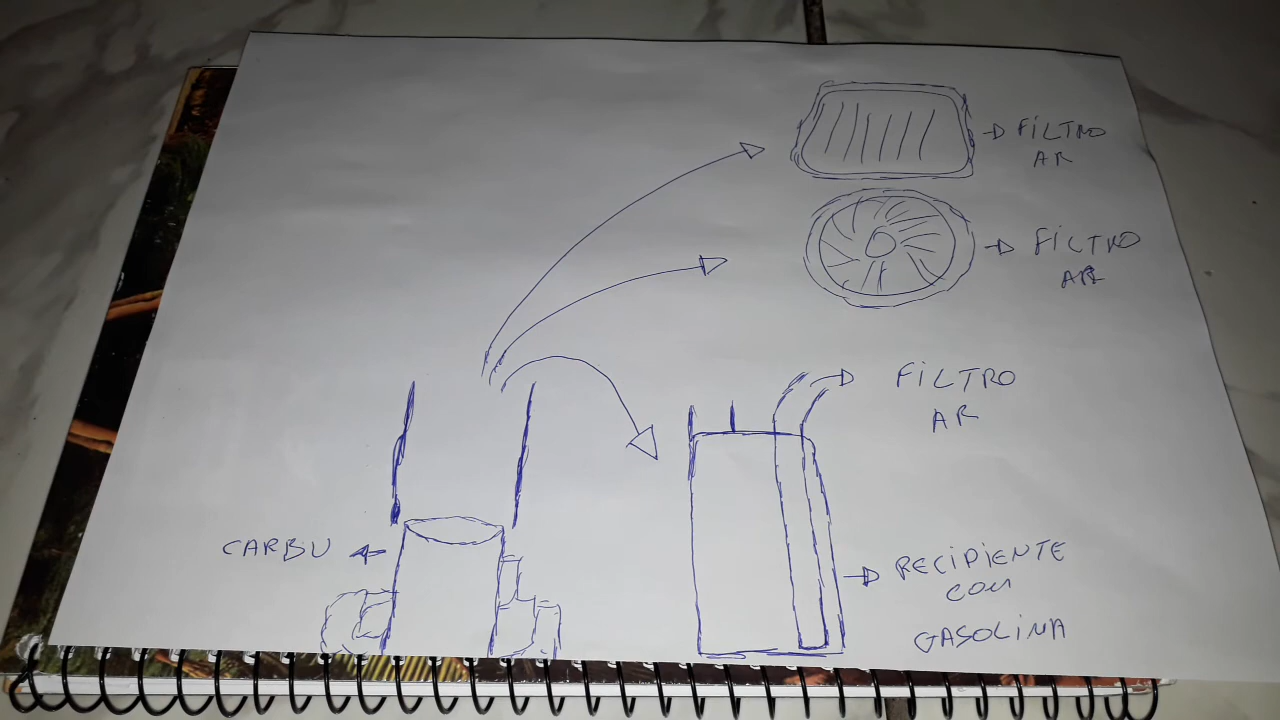 FILTRO
AR
FILTRO
AR
FILTRO
AR
CARBU
RECIPIENTE
COM
GASOLINA